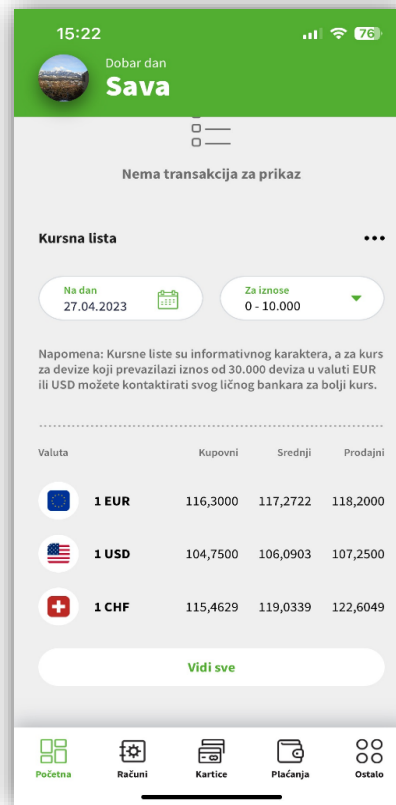 15:22
76
Dobar dan
Sava
Nema transakcija za prikaz
Kursna lista
Na dan
27.04.2023
Za iznose
0 - 10.000
Napomena: Kursne liste su informativnog karaktera, a za kurs
za devize koji prevazilazi iznos od 30.000 deviza u valuti EUR
ili USD možete kontaktirati svog ličnog bankara za bolji kurs.
Valuta Kupovni Srednji Prodajni
1 EUR 116,3000 117,2722 118,2000
1 USD 104,7500 106,0903 107,2500
1 CHF 115,4629 119,0339 122,6049
Vidi sve
Početna Računi Kartice Plaćanja Ostalo